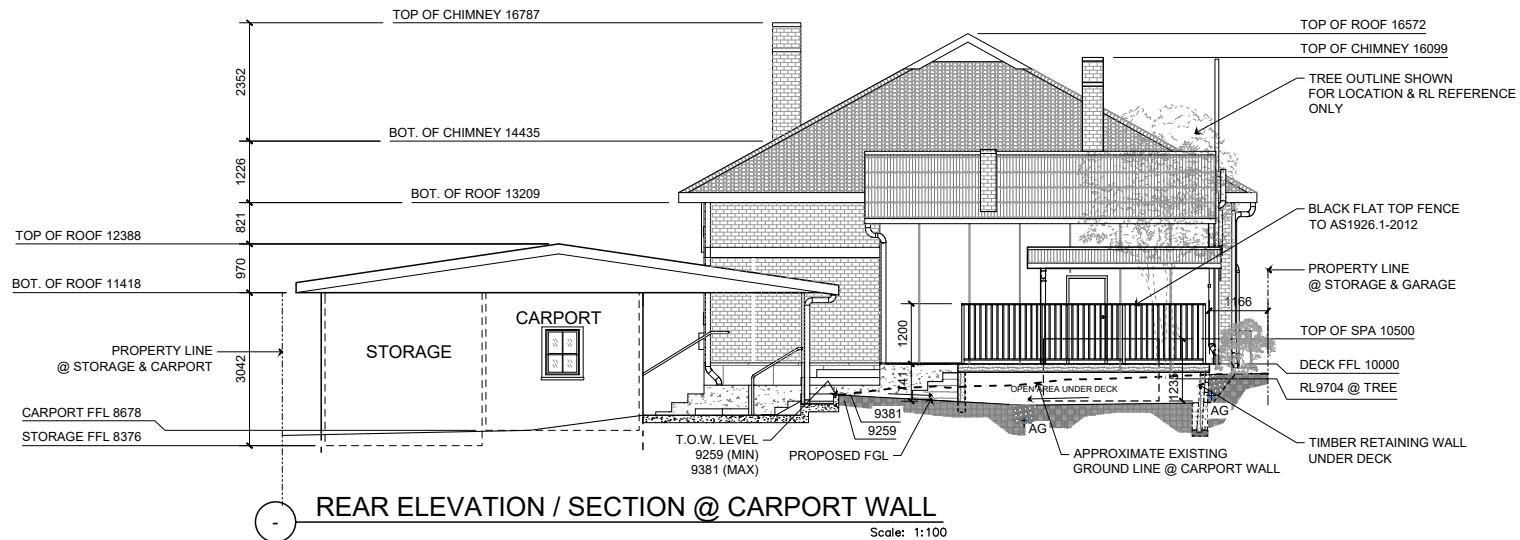 TOP OF CHIMNEY 16787
TOP OF ROOF 16572
TOP OF CHIMNEY 16099
TREE OUTLINE SHOWN
FOR LOCATION & RL REFERENCE
ONLY
2352
BOT. OF CHIMNEY 14435
1226
BOT. OF ROOF 13209
821
BLACK FLAT TOP FENCE
TO AS1926.1-2012
TOP OF ROOF 12388
970
BOT. OF ROOF 11418
PROPERTY LINE
@ STORAGE & GARAGE
1166
CARPORT
STORAGE
1200
TOP OF SPA 10500
PROPERTY LINE
@ STORAGE & CARPORT
3042
DECK FFL 10000
741
OPEN AREA UNDER DECK
1235
RL9704 @ TREE
CARPORT FFL 8678
STORAGE FFL 8376
9381
9259
AG
AG
T.O.W. LEVEL
9259 (MIN)
9381 (MAX)
PROPOSED FGL
APPROXIMATE EXISTING
GROUND LINE @ CARPORT WALL
TIMBER RETAINING WALL
UNDER DECK
-
REAR ELEVATION / SECTION @ CARPORT WALL
Scale: 1:100